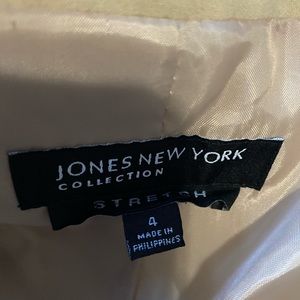 JONES NEW YORK
COLLECTION
STRETCH
4
MADE IN
PHILIPPINES